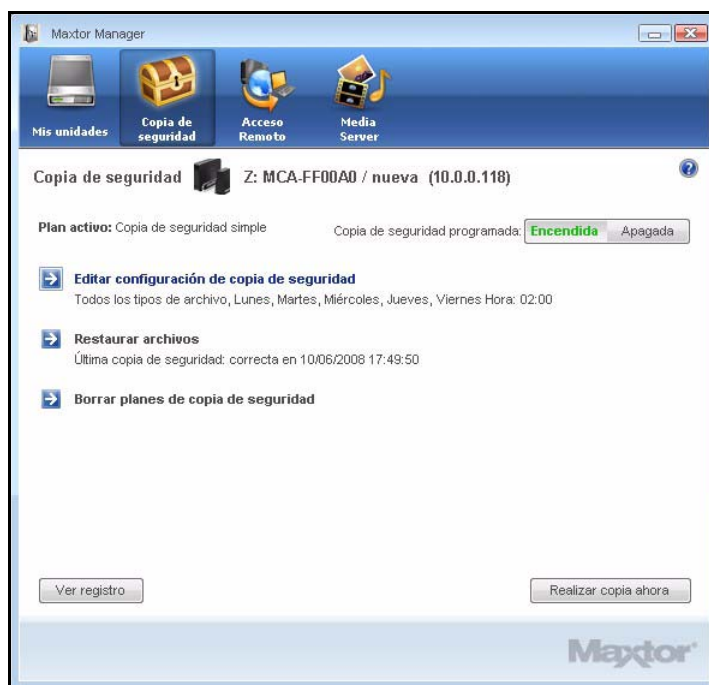 Maxtor Manager
Mis unidades
Copia de seguridad
Acceso Remoto
Media Server
Copia de seguridad Z: MCA-FF00A0 / nueva (10.0.0.118)
Plan activo: Copia de seguridad simple
Copia de seguridad programada: Encendida Apagada
Editar configuración de copia de seguridad
Todos los tipos de archivo, Lunes, Martes, Miércoles, Jueves, Viernes Hora: 02:00
Restaurar archivos
Última copia de seguridad: correcta en 10/06/2008 17:49:50
Borrar planes de copia de seguridad
Ver registro
Realizar copia ahora
Maxtor